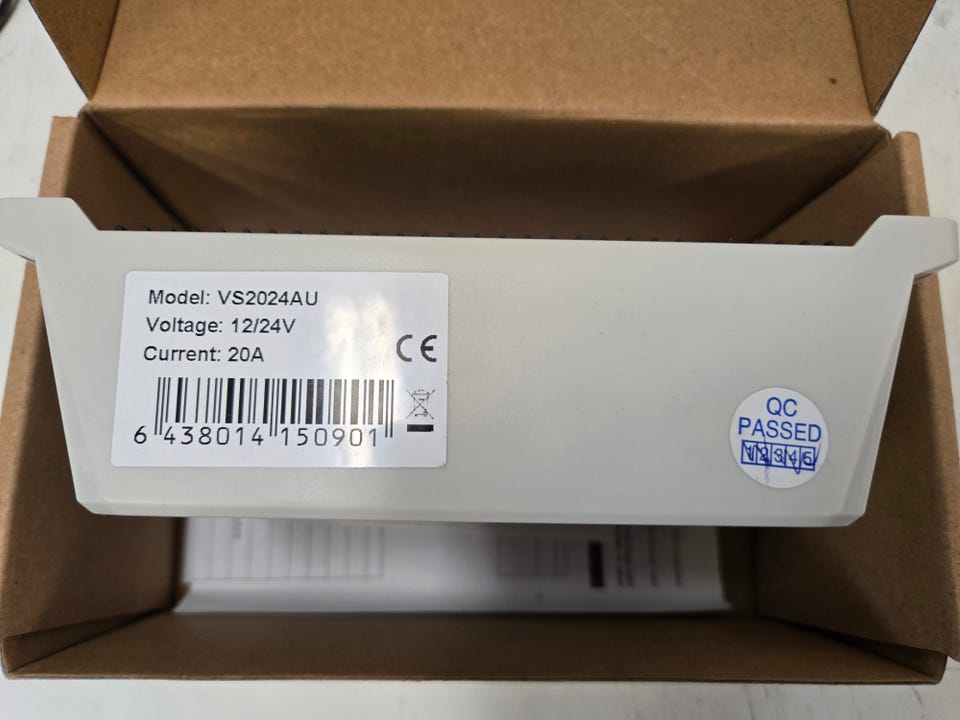 Model: VS2024AU
Voltage: 12/24V
Current: 20A
CE
6 438014 150901
QC
PASSED
1 2 3 4 5